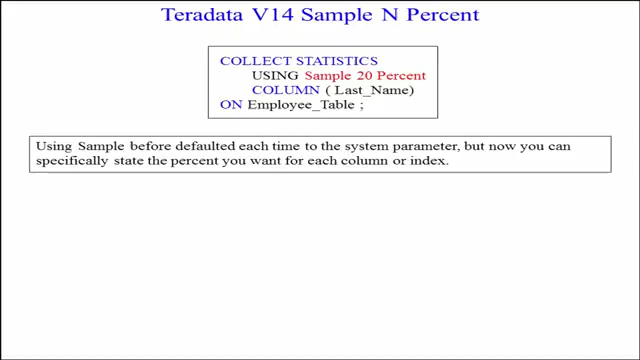 Teradata V14 Sample N Percent
COLLECT STATISTICS
USING Sample 20 Percent
COLUMN ( Last_Name)
ON Employee_Table ;
Using Sample before defaulted each time to the system parameter, but now you can
specifically state the percent you want for each column or index.